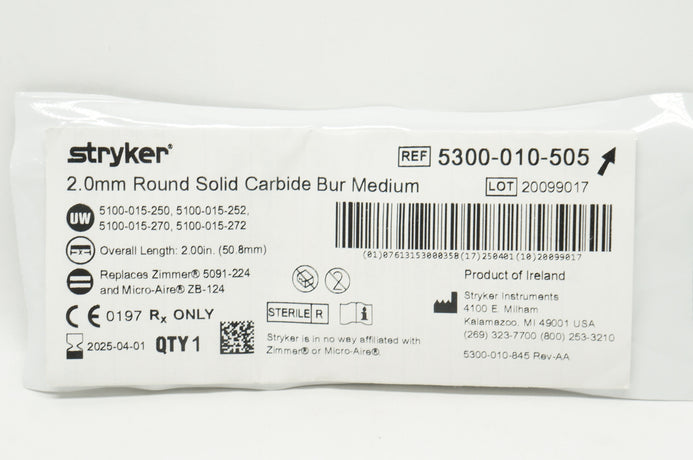 stryker®
REF 5300-010-505
2.0mm Round Solid Carbide Bur Medium
LOT 20099017
UW 5100-015-250, 5100-015-252,
5100-015-270, 5100-015-272
(01)07613153000358(17)250401(10)20099017
Overall Length: 2.00in. (50.8mm)
Replaces Zimmer® 5091-224
and Micro-Aire® ZB-124
2
Product of Ireland
Stryker Instruments
4100 E. Milham
Kalamazoo, MI 49001 USA
(269) 323-7700 (800) 253-3210
CE 0197 Rx ONLY
STERILE R
2025-04-01 QTY 1
Stryker is in no way affiliated with
Zimmer® or Micro-Aire®.
5300-010-845 Rev-AA